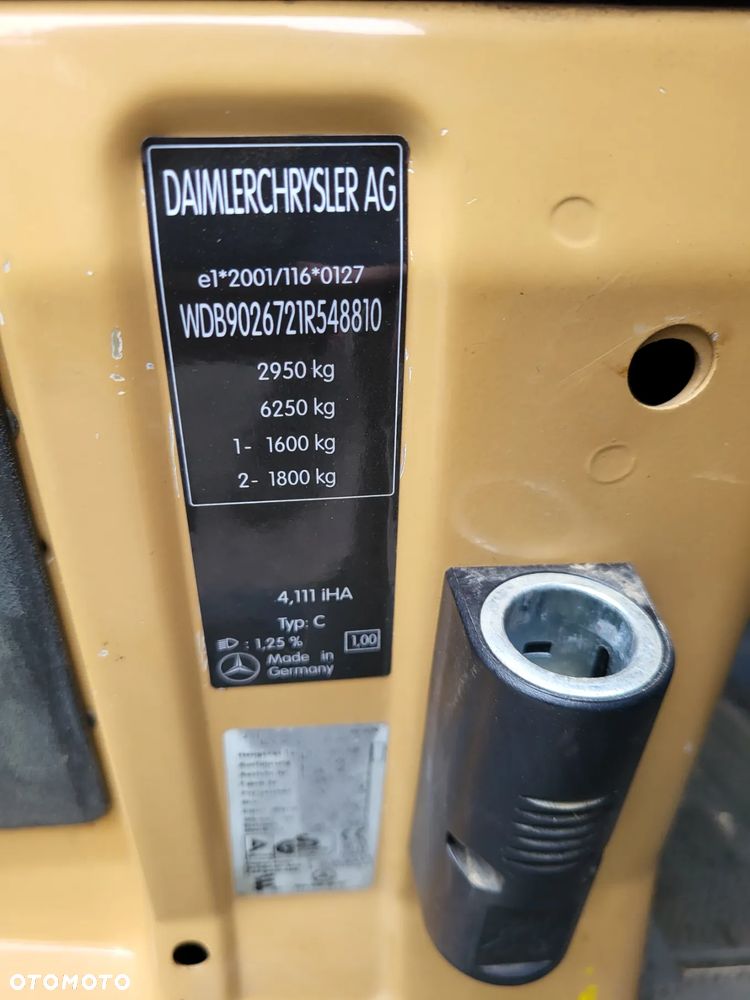 DAIMLERCHRYSLER AG
e1*2001/116*0127
WDB9026721R548810
2950 kg
6250 kg
1- 1600 kg
2- 1800 kg
4,111 iHA
Typ: C
: 1,25 % 1,00
Made in
Germany
OTOMOTO